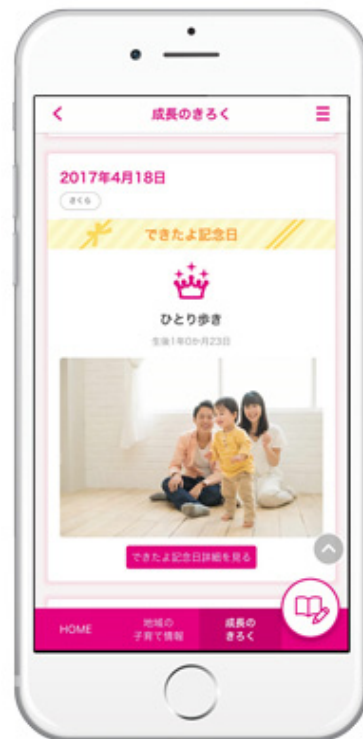 成長のきろく
2017年4月18日
さくら
できたよ記念日
ひとり歩き
生後1年0か月23日
できたよ記念日詳細を見る
HOME
地域の
子育て情報
成長の
きろく